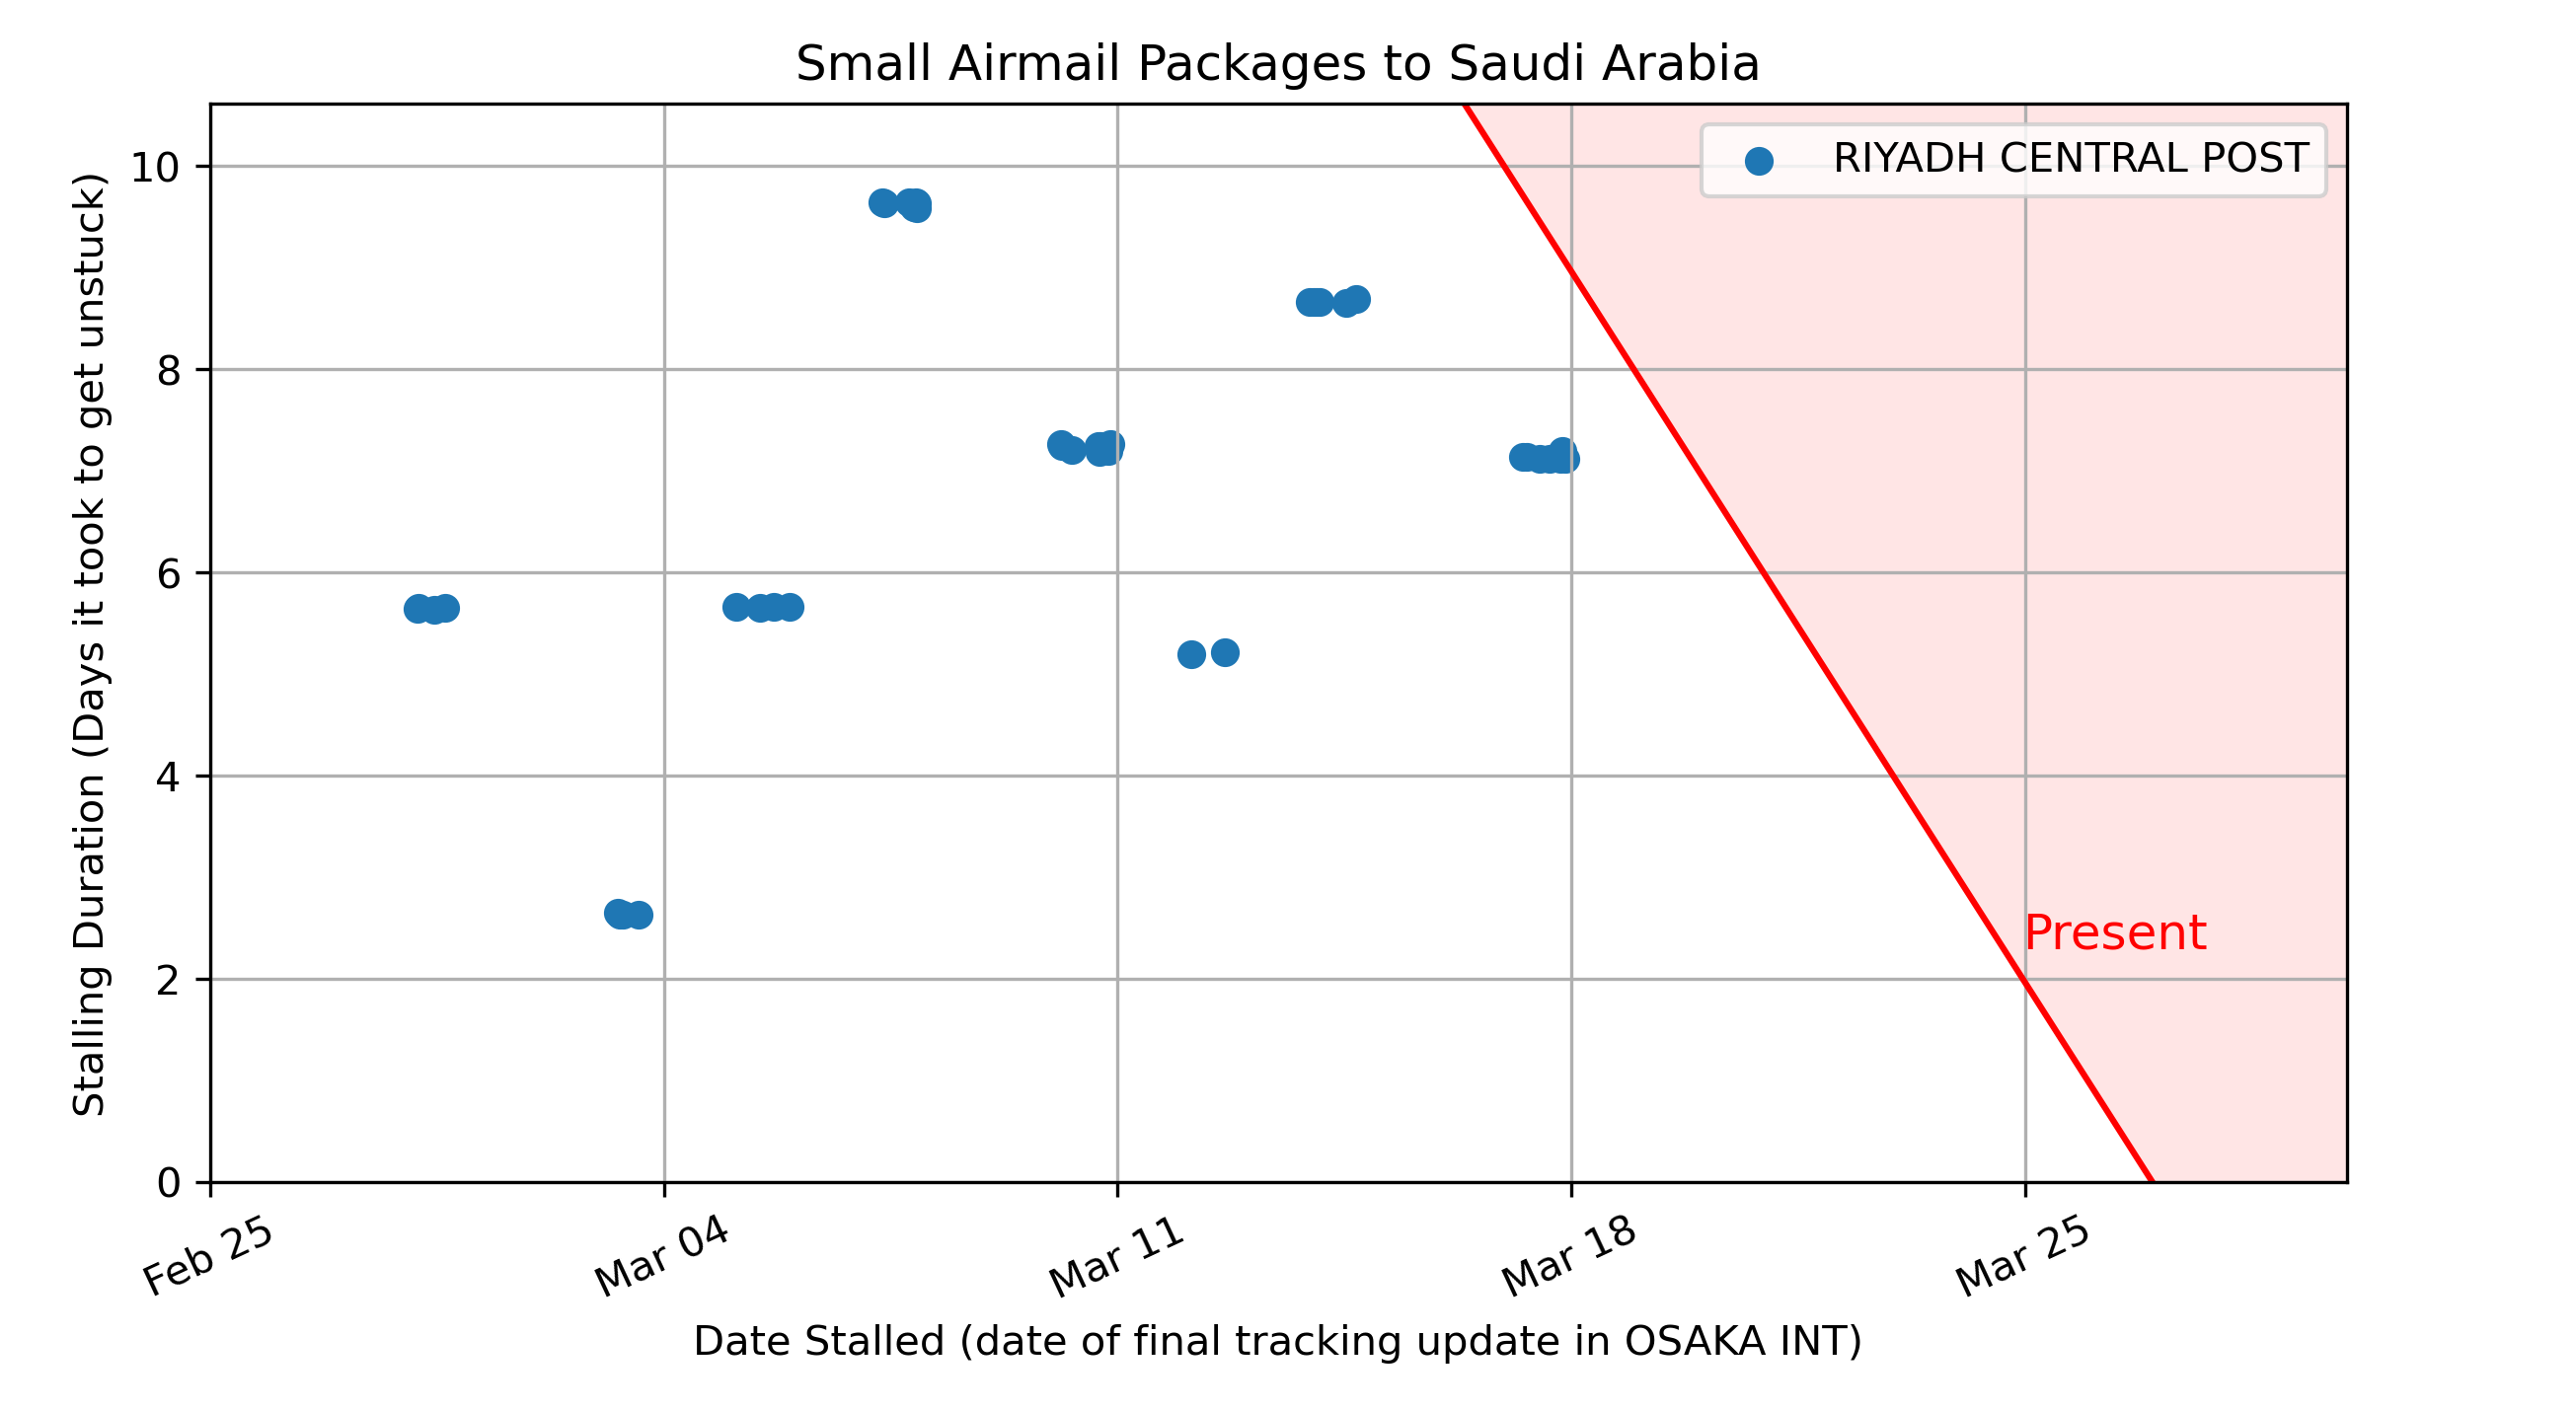 Small Airmail Packages to Saudi Arabia
RIYADH CENTRAL POST
Stalling Duration (Days it took to get unstuck)
10
8
6
4
2
0
Present
Feb 25
Mar 04
Mar 11
Mar 18
Mar 25
Date Stalled (date of final tracking update in OSAKA INT)